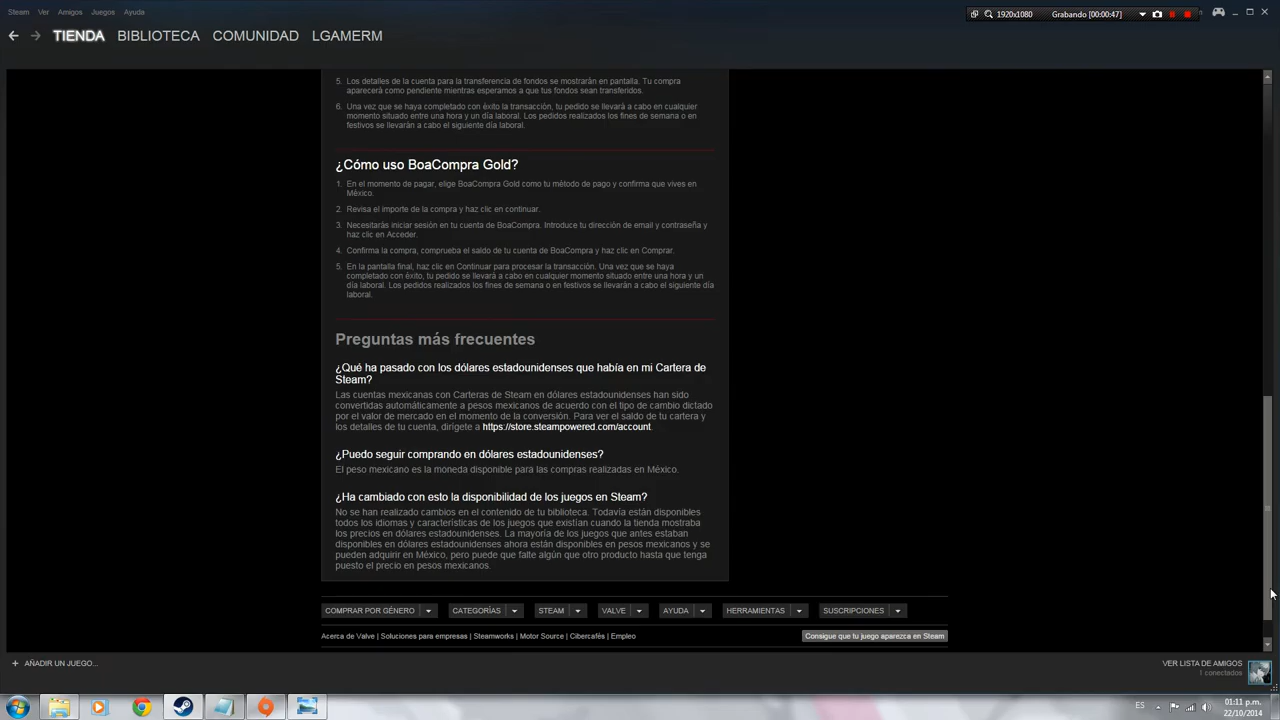 Steam Ver Amigos Juegos Ayuda
1920x1080 Grabando [00:00:47]
TIENDA BIBLIOTECA COMUNIDAD LGAMERM
5. Los detalles de la cuenta para la transferencia de fondos se mostrarán en pantalla. Tu compra
aparecerá como pendiente mientras esperamos a que tus fondos sean transferidos.
6. Una vez que se haya completado con éxito la transacción, tu pedido se llevará a cabo en cualquier
momento situado entre una hora y un día laboral. Los pedidos realizados los fines de semana o en
festivos se llevarán a cabo el siguiente día laboral.
¿Cómo uso BoaCompra Gold?
1. En el momento de pagar, elige BoaCompra Gold como tu método de pago y confirma que vives en
México.
2. Revisa el importe de la compra y haz clic en continuar.
3. Necesitarás iniciar sesión en tu cuenta de BoaCompra. Introduce tu dirección de email y contraseña y
haz clic en Acceder.
4. Confirma la compra, comprueba el saldo de tu cuenta de BoaCompra y haz clic en Comprar.
5. En la pantalla final, haz clic en Continuar para procesar la transacción. Una vez que se haya
completado con éxito, tu pedido se llevará a cabo en cualquier momento situado entre una hora y un
día laboral. Los pedidos realizados los fines de semana o en festivos se llevarán a cabo el siguiente día
laboral.
Preguntas más frecuentes
¿Qué ha pasado con los dólares estadounidenses que había en mi Cartera de
Steam?
Las cuentas mexicanas con Carteras de Steam en dólares estadounidenses han sido
convertidas automáticamente a pesos mexicanos de acuerdo con el tipo de cambio dictado
por el valor de mercado en el momento de la conversión. Para ver el saldo de tu cartera y
los detalles de tu cuenta, dirígete a https://store.steampowered.com/account.
¿Puedo seguir comprando en dólares estadounidenses?
El peso mexicano es la moneda disponible para las compras realizadas en México.
¿Ha cambiado con esto la disponibilidad de los juegos en Steam?
No se han realizado cambios en el contenido de tu biblioteca. Todavía están disponibles
todos los idiomas y características de los juegos que existían cuando la tienda mostraba
los precios en dólares estadounidenses. La mayoría de los juegos que antes estaban
disponibles en dólares estadounidenses ahora están disponibles en pesos mexicanos y se
pueden adquirir en México, pero puede que falte algún que otro producto hasta que tenga
puesto el precio en pesos mexicanos.
COMPRAR POR GÉNERO CATEGORÍAS STEAM VALVE AYUDA HERRAMIENTAS SUSCRIPCIONES
Acerca de Valve | Soluciones para empresas | Steamworks | Motor Source | Cibercafés | Empleo
Consigue que tu juego aparezca en Steam
+ AÑADIR UN JUEGO...
VER LISTA DE AMIGOS
1 conectados
ES
01:11 p.m.
22/10/2014